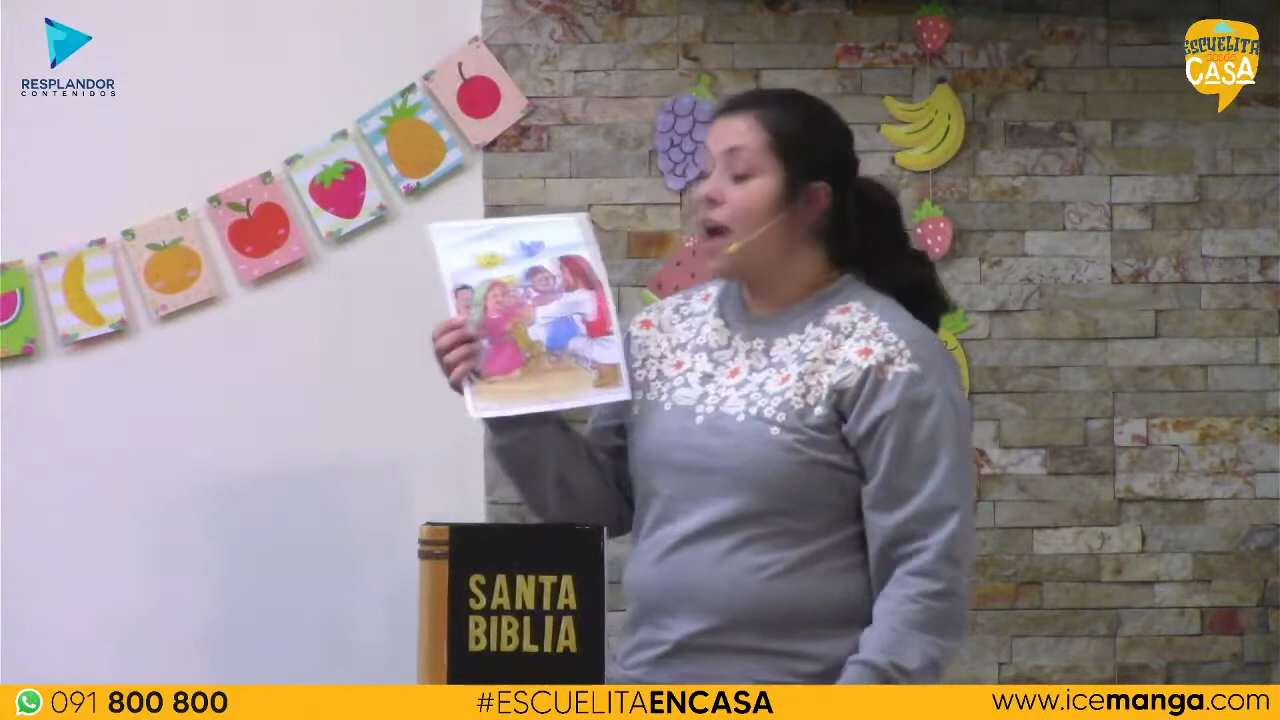 RESPLANDOR
CONTENIDOS
ESCUELITA
CASA
SANTA
BIBLIA
091 800 800
#ESCUELITAENCASA
www.icemanga.com